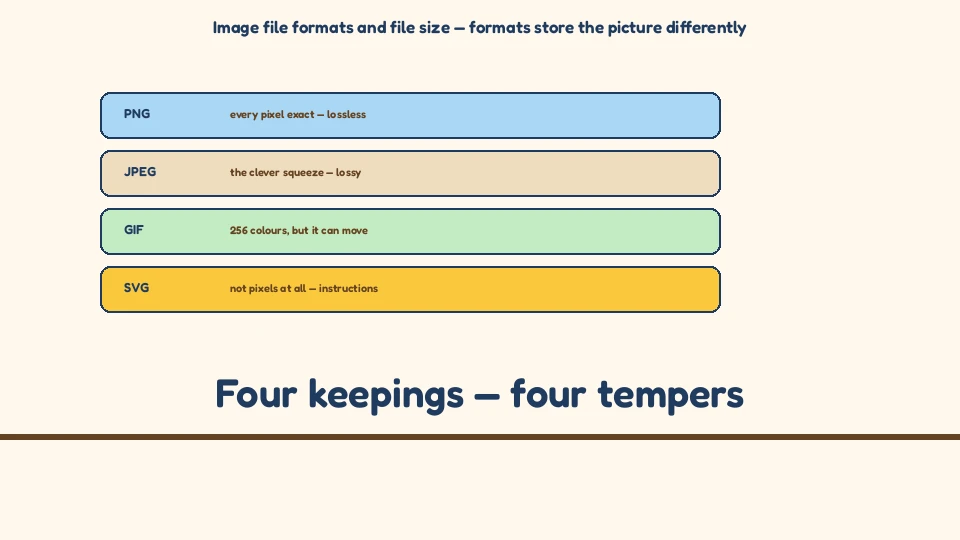 Image file formats and file size — formats store the picture differently
PNG every pixel exact — lossless
JPEG the clever squeeze — lossy
GIF 256 colours, but it can move
SVG not pixels at all — instructions
Four keepings — four tempers